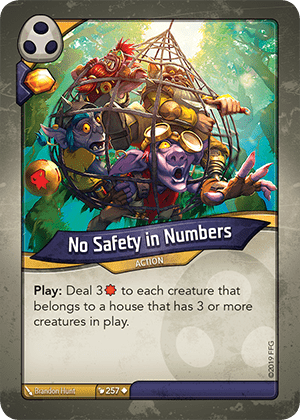 No Safety in Numbers
ACTION
Play: Deal 3 to each creature that
belongs to a house that has 3 or more
creatures in play.
©2019 FFG
Brandon Hunt
257